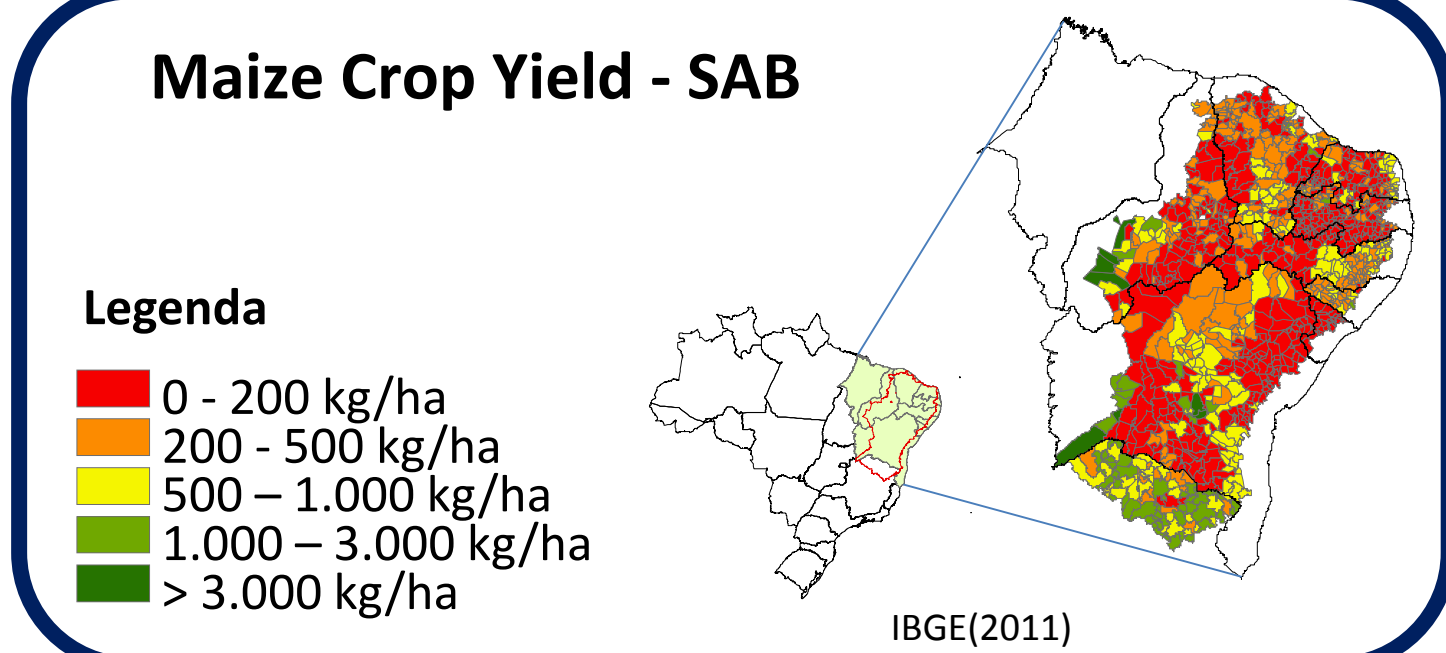 Maize Crop Yield - SAB
Legenda
0 - 200 kg/ha
200 - 500 kg/ha
500 – 1.000 kg/ha
1.000 – 3.000 kg/ha
> 3.000 kg/ha
IBGE(2011)